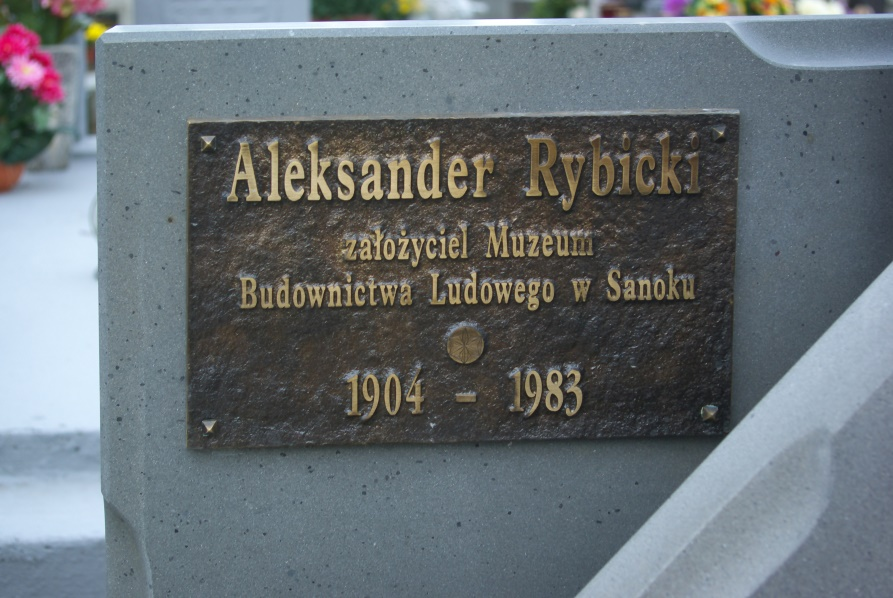 Aleksander Rybicki
założyciel Muzeum
Budownictwa Ludowego w Sanoku
1904 - 1983